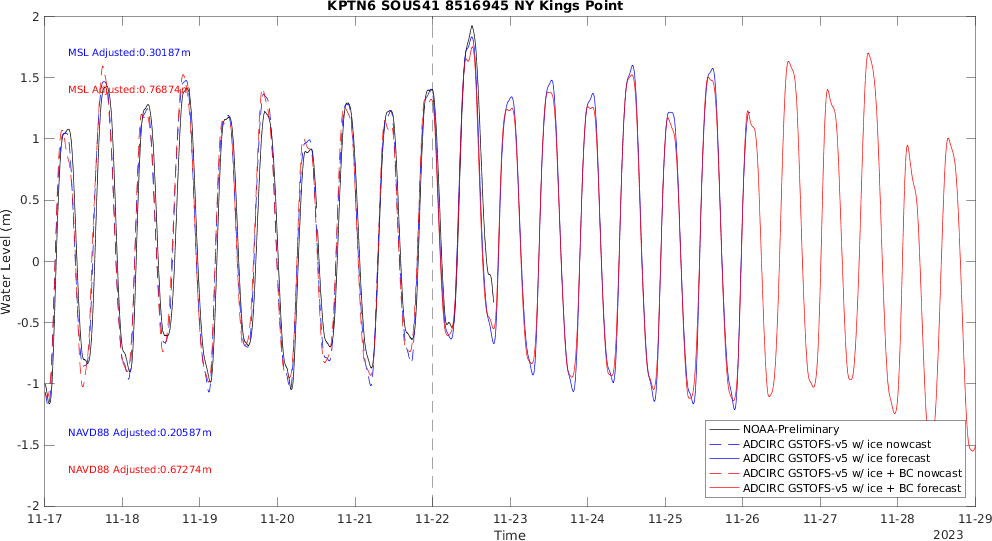 KPTN6 SOUS41 8516945 NY Kings Point
2
MSL Adjusted:0.30187m
1.5
MSL Adjusted:0.76874m
1
0.5
Water Level (m)
0
-0.5
-1
NAVD88 Adjusted:0.20587m
-1.5
NAVD88 Adjusted:0.67274m
-2
NOAA-Preliminary
ADCIRC GSTOFS-v5 w/ ice nowcast
ADCIRC GSTOFS-v5 w/ ice forecast
ADCIRC GSTOFS-v5 w/ ice + BC nowcast
ADCIRC GSTOFS-v5 w/ ice + BC forecast
11-17 11-18 11-19 11-20 11-21 11-22 11-23 11-24 11-25 11-26 11-27 11-28 11-29
Time
2023